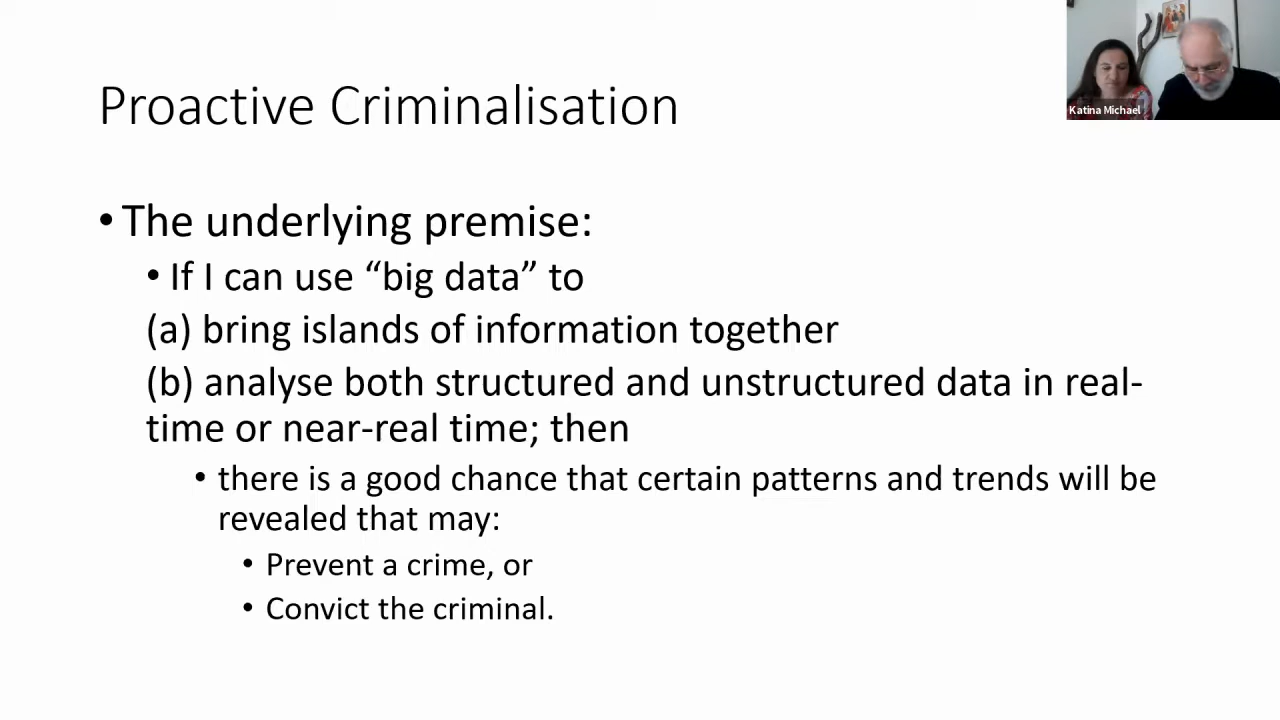 Katina Michael
Proactive Criminalisation
• The underlying premise:
• If I can use “big data” to
(a) bring islands of information together
(b) analyse both structured and unstructured data in real-
time or near-real time; then
• there is a good chance that certain patterns and trends will be
revealed that may:
• Prevent a crime, or
• Convict the criminal.